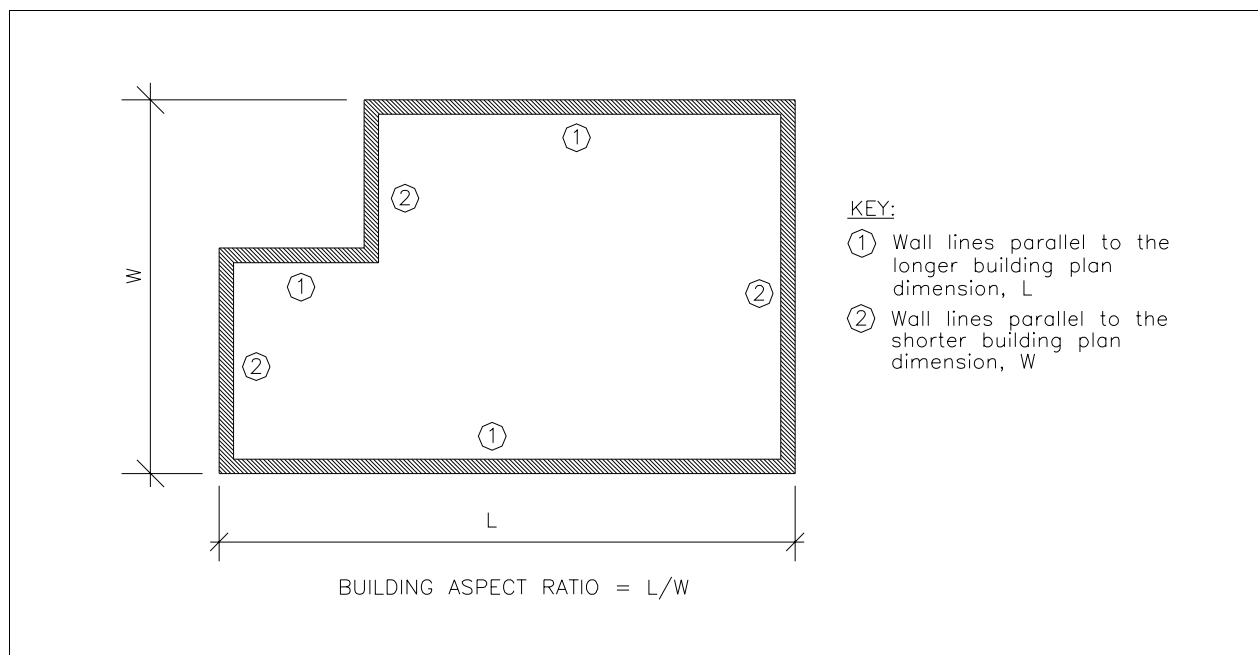 1
2
W
1
2
2
1
L
BUILDING ASPECT RATIO = L/W
KEY:
1 Wall lines parallel to the
longer building plan
dimension, L
2 Wall lines parallel to the
shorter building plan
dimension, W